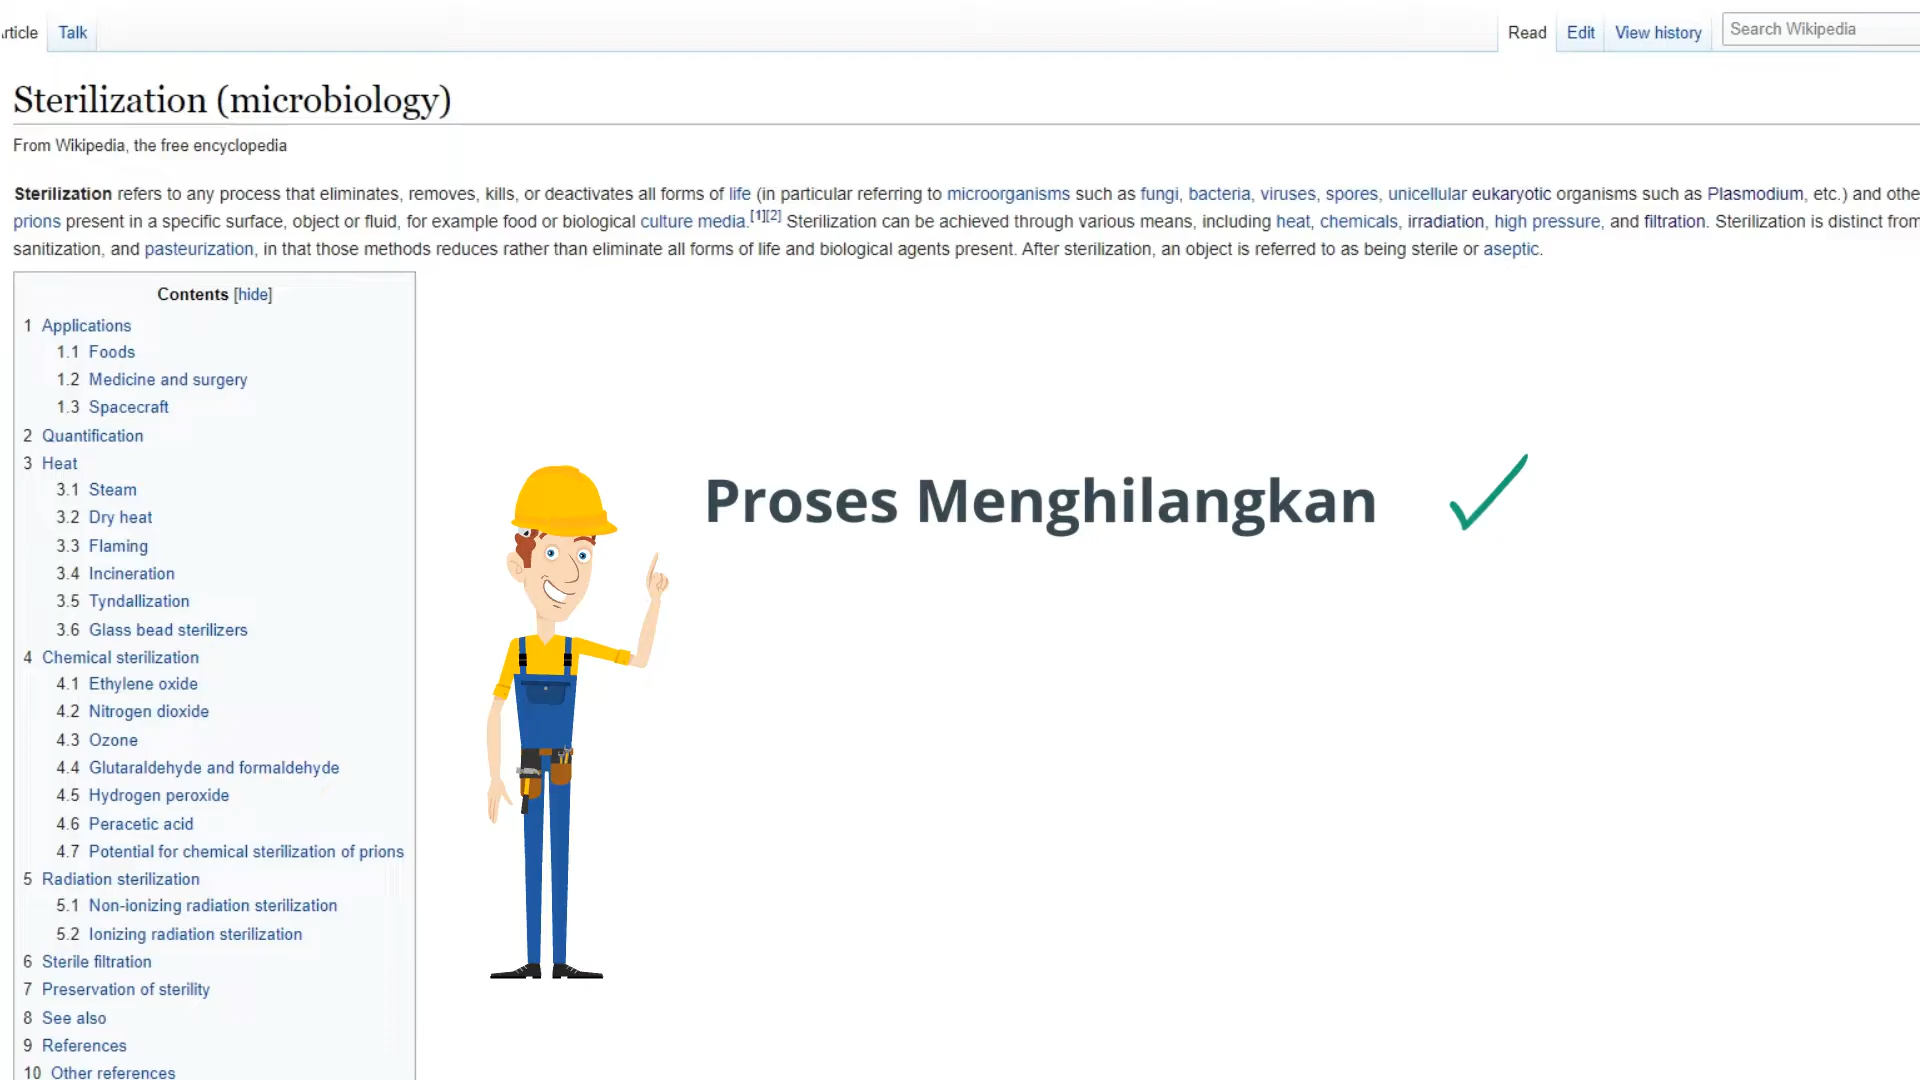 Article Talk Read Edit View history Search Wikipedia
Sterilization (microbiology)
From Wikipedia, the free encyclopedia
Sterilization refers to any process that eliminates, removes, kills, or deactivates all forms of life (in particular referring to microorganisms such as fungi, bacteria, viruses, spores, unicellular eukaryotic organisms such as Plasmodium, etc.) and othe
prions present in a specific surface, object or fluid, for example food or biological culture media.[1][2] Sterilization can be achieved through various means, including heat, chemicals, irradiation, high pressure, and filtration. Sterilization is distinct from
sanitization, and pasteurization, in that those methods reduces rather than eliminate all forms of life and biological agents present. After sterilization, an object is referred to as being sterile or aseptic.
Contents [hide]
1 Applications
1.1 Foods
1.2 Medicine and surgery
1.3 Spacecraft
2 Quantification
3 Heat
3.1 Steam
3.2 Dry heat
3.3 Flaming
3.4 Incineration
3.5 Tyndallization
3.6 Glass bead sterilizers
4 Chemical sterilization
4.1 Ethylene oxide
4.2 Nitrogen dioxide
4.3 Ozone
4.4 Glutaraldehyde and formaldehyde
4.5 Hydrogen peroxide
4.6 Peracetic acid
4.7 Potential for chemical sterilization of prions
5 Radiation sterilization
5.1 Non-ionizing radiation sterilization
5.2 Ionizing radiation sterilization
6 Sterile filtration
7 Preservation of sterility
8 See also
9 References
10 Other references
Proses Menghilangkan